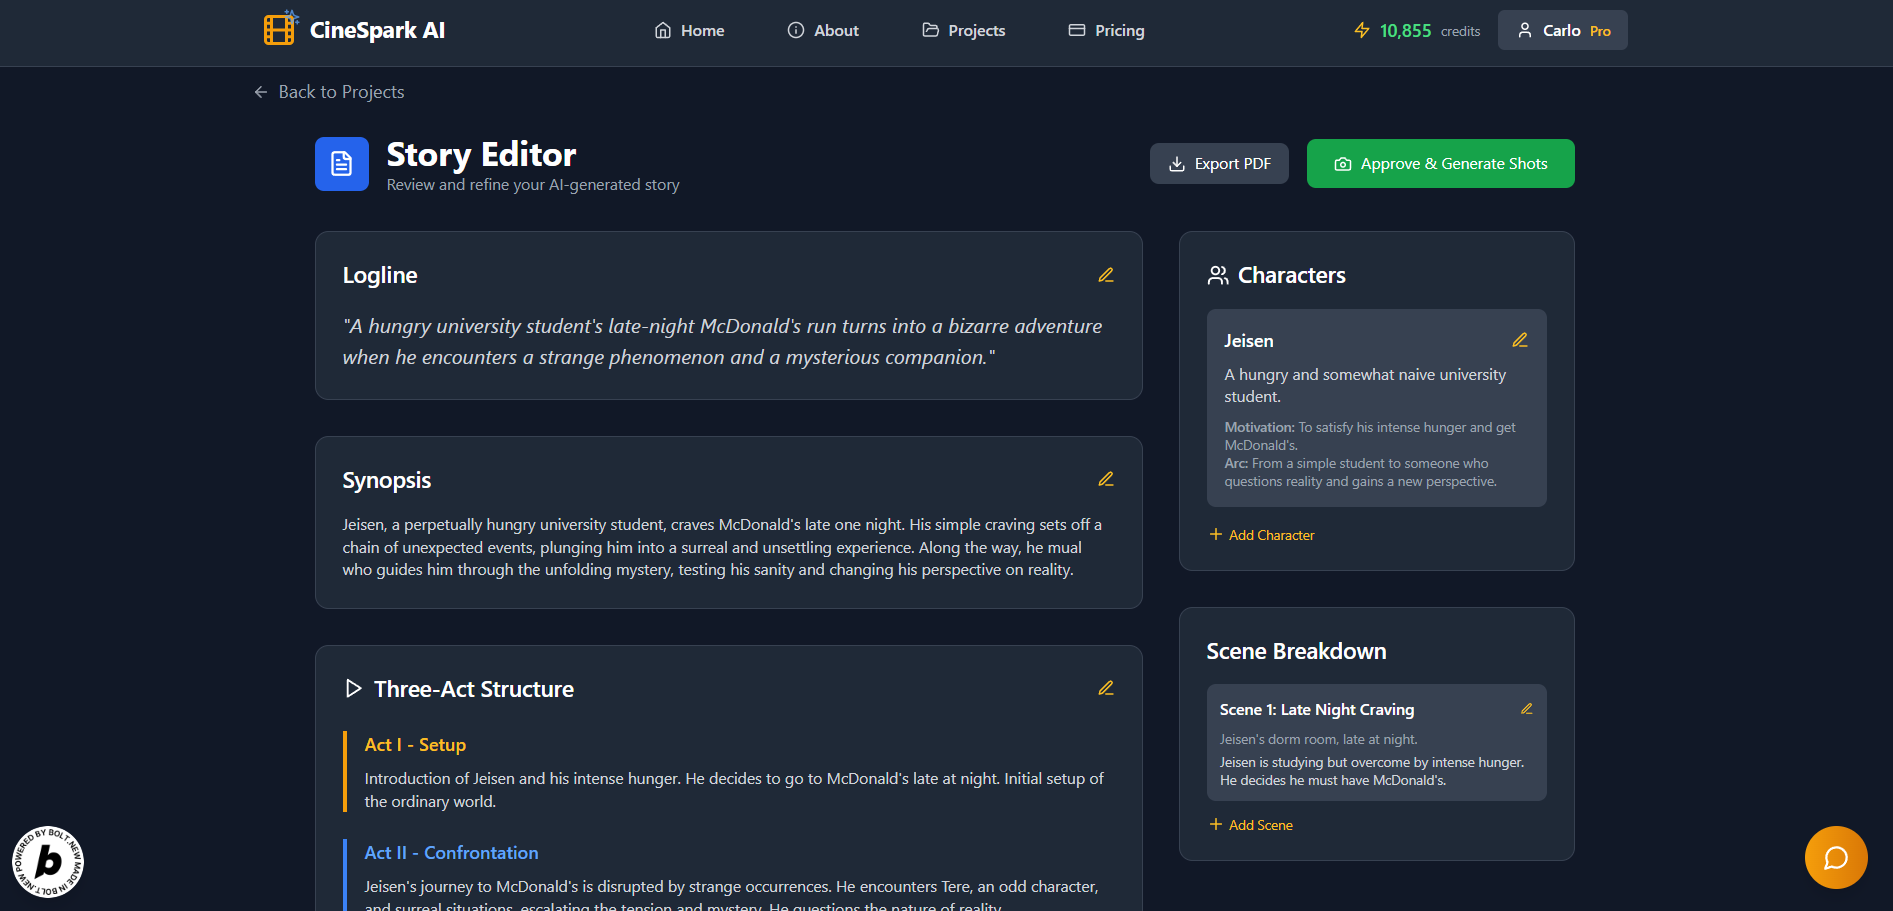 CineSpark AI
Home
About
Projects
Pricing
10,855 credits
Carlo Pro
Back to Projects
Story Editor
Review and refine your AI-generated story
Export PDF
Approve & Generate Shots
Logline
"A hungry university student's late-night McDonald's run turns into a bizarre adventure
when he encounters a strange phenomenon and a mysterious companion."
Synopsis
Jeisen, a perpetually hungry university student, craves McDonald's late one night. His simple craving sets off a
chain of unexpected events, plunging him into a surreal and unsettling experience. Along the way, he mual
who guides him through the unfolding mystery, testing his sanity and changing his perspective on reality.
Three-Act Structure
Act I - Setup
Introduction of Jeisen and his intense hunger. He decides to go to McDonald's late at night. Initial setup of
the ordinary world.
Act II - Confrontation
Jeisen's journey to McDonald's is disrupted by strange occurrences. He encounters Tere, an odd character,
and surreal situations, escalating the tension and mystery. He questions the nature of reality.
Characters
Jeisen
A hungry and somewhat naive university
student.
Motivation: To satisfy his intense hunger and get
McDonald's.
Arc: From a simple student to someone who
questions reality and gains a new perspective.
Add Character
Scene Breakdown
Scene 1: Late Night Craving
Jeisen's dorm room, late at night.
Jeisen is studying but overcome by intense hunger.
He decides he must have McDonald's.
Add Scene
POWERED BY BOLT.NEW MADE IN BOLT.NEW
b